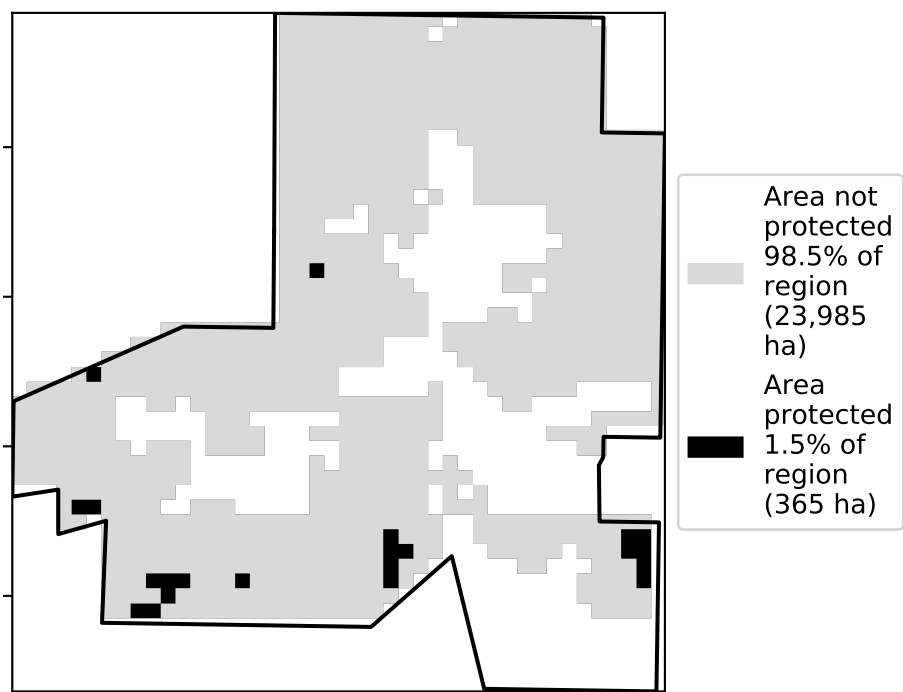 Area not
protected
98.5% of
region
(23,985
ha)
Area
protected
1.5% of
region
(365 ha)